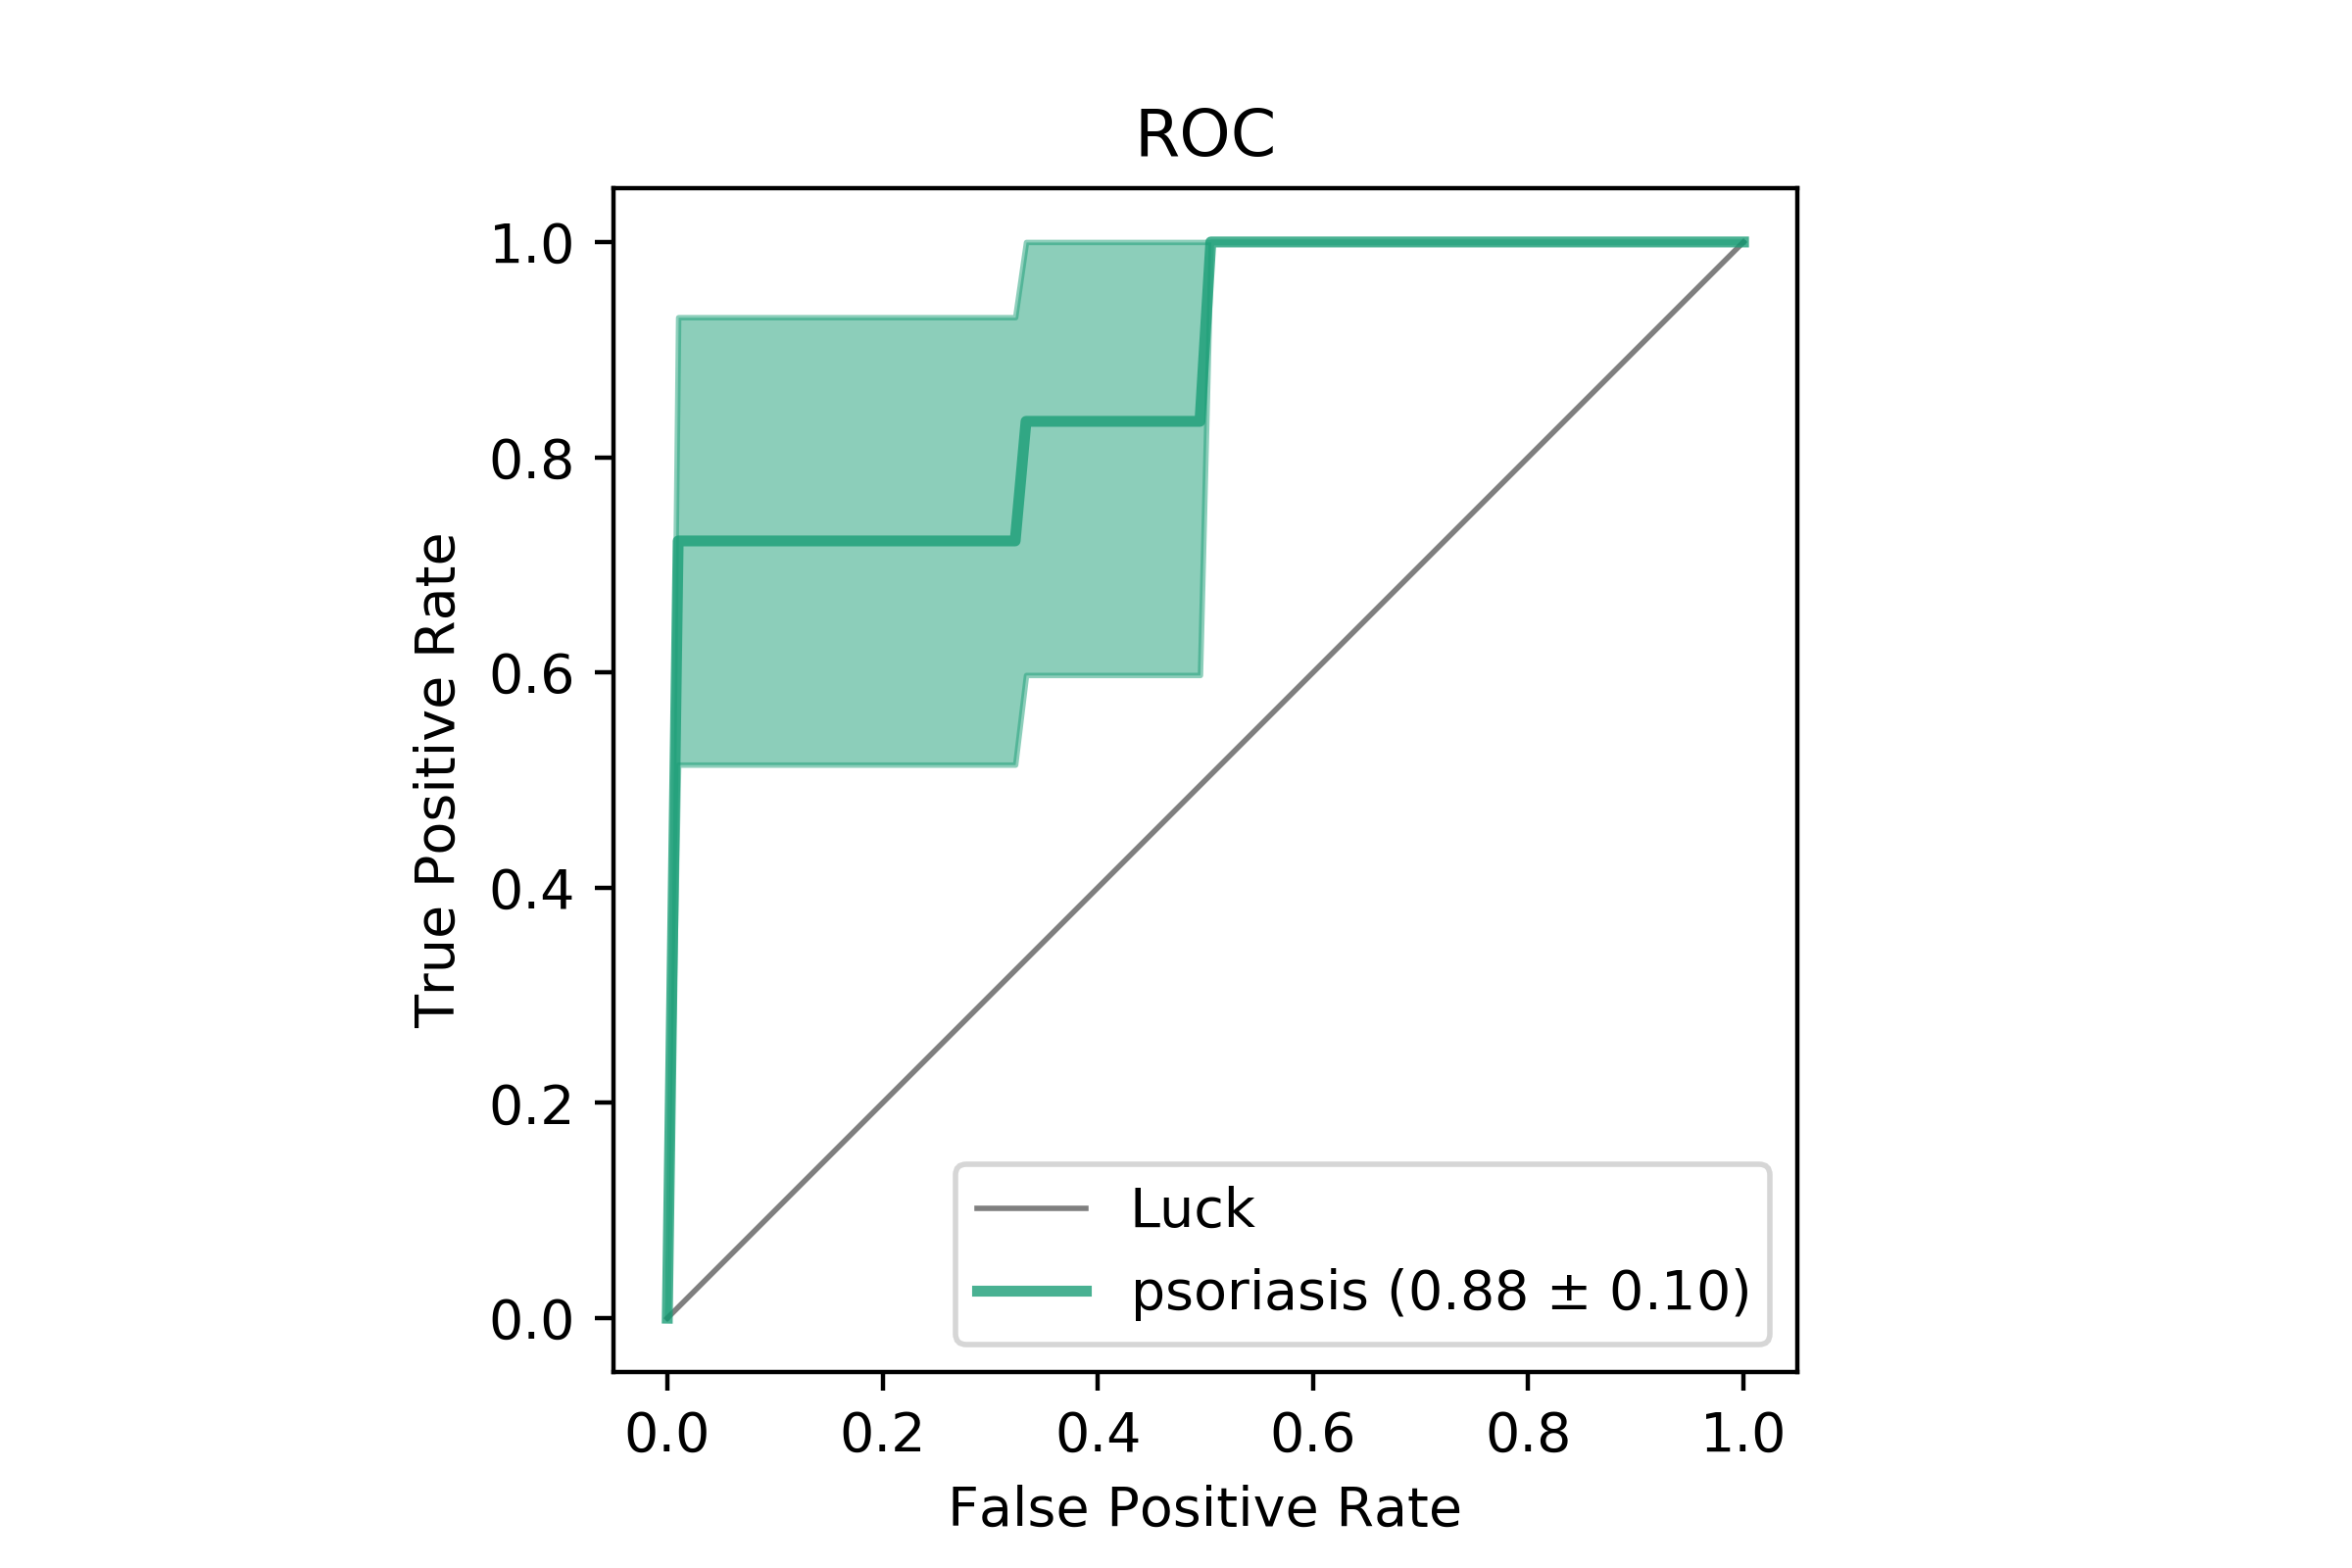 ROC
True Positive Rate
1.0
0.8
0.6
0.4
0.2
0.0
Luck
psoriasis (0.88 ± 0.10)
0.0 0.2 0.4 0.6 0.8 1.0
False Positive Rate